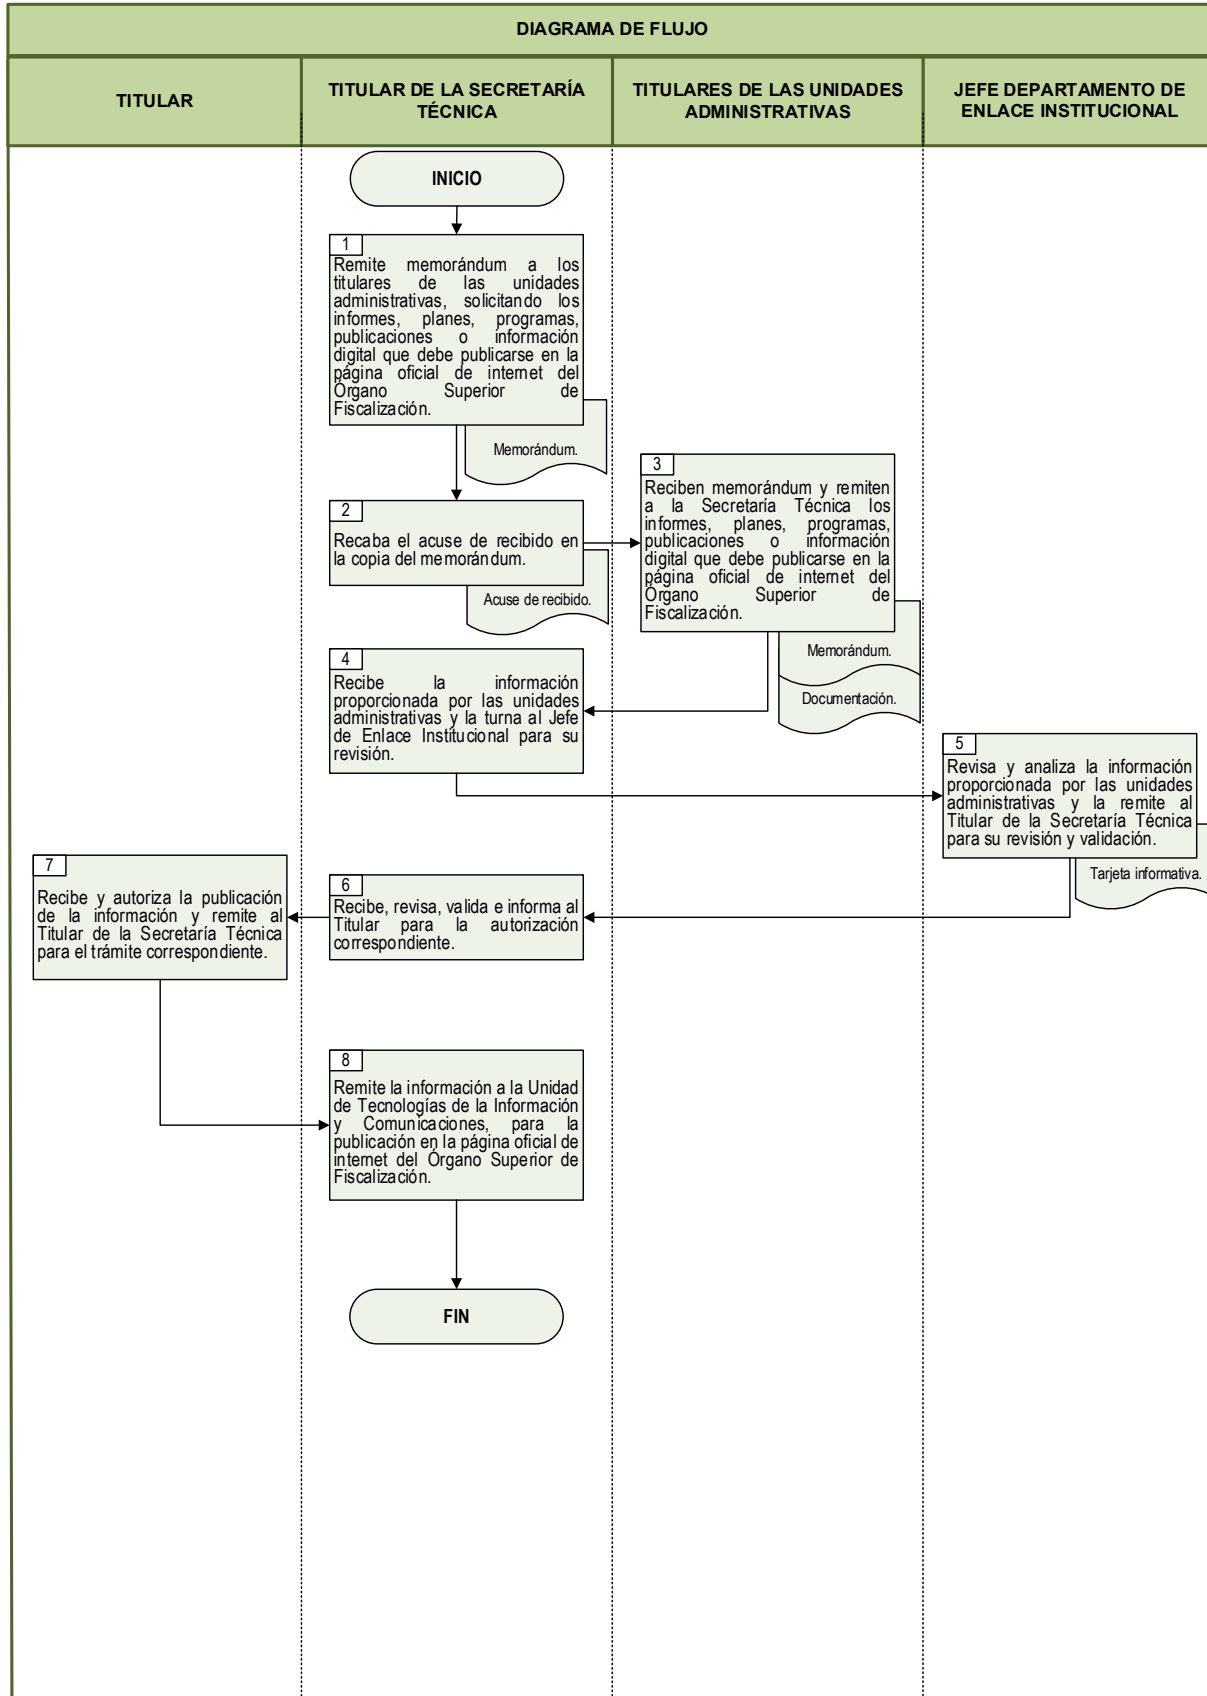 DIAGRAMA DE FLUJO
TITULAR
TITULAR DE LA SECRETARÍA
TÉCNICA
TITULARES DE LAS UNIDADES
ADMINISTRATIVAS
JEFE DEPARTAMENTO DE
ENLACE INSTITUCIONAL
INICIO
1
Remite memorándum a los
titulares de las unidades
administrativas, solicitando los
informes, planes, programas,
publicaciones o información
digital que debe publicarse en la
página oficial de internet del
Órgano Superior de
Fiscalización.
Memorándum.
2
Recaba el acuse de recibido en
la copia del memorándum.
Acuse de recibido.
3
Reciben memorándum y remiten
a la Secretaría Técnica los
informes, planes, programas,
publicaciones o información
digital que debe publicarse en la
página oficial de internet del
Órgano Superior de
Fiscalización.
Memorándum.
Documentación.
4
Recibe la información
proporcionada por las unidades
administrativas y la turna al Jefe
de Enlace Institucional para su
revisión.
5
Revisa y analiza la información
proporcionada por las unidades
administrativas y la remite al
Titular de la Secretaría Técnica
para su revisión y validación.
Tarjeta informativa.
6
Recibe, revisa, valida e informa al
Titular para la autorización
correspondiente.
7
Recibe y autoriza la publicación
de la información y remite al
Titular de la Secretaría Técnica
para el trámite correspondiente.
8
Remite la información a la Unidad
de Tecnologías de la Información
y Comunicaciones, para la
publicación en la página oficial de
internet del Órgano Superior de
Fiscalización.
FIN